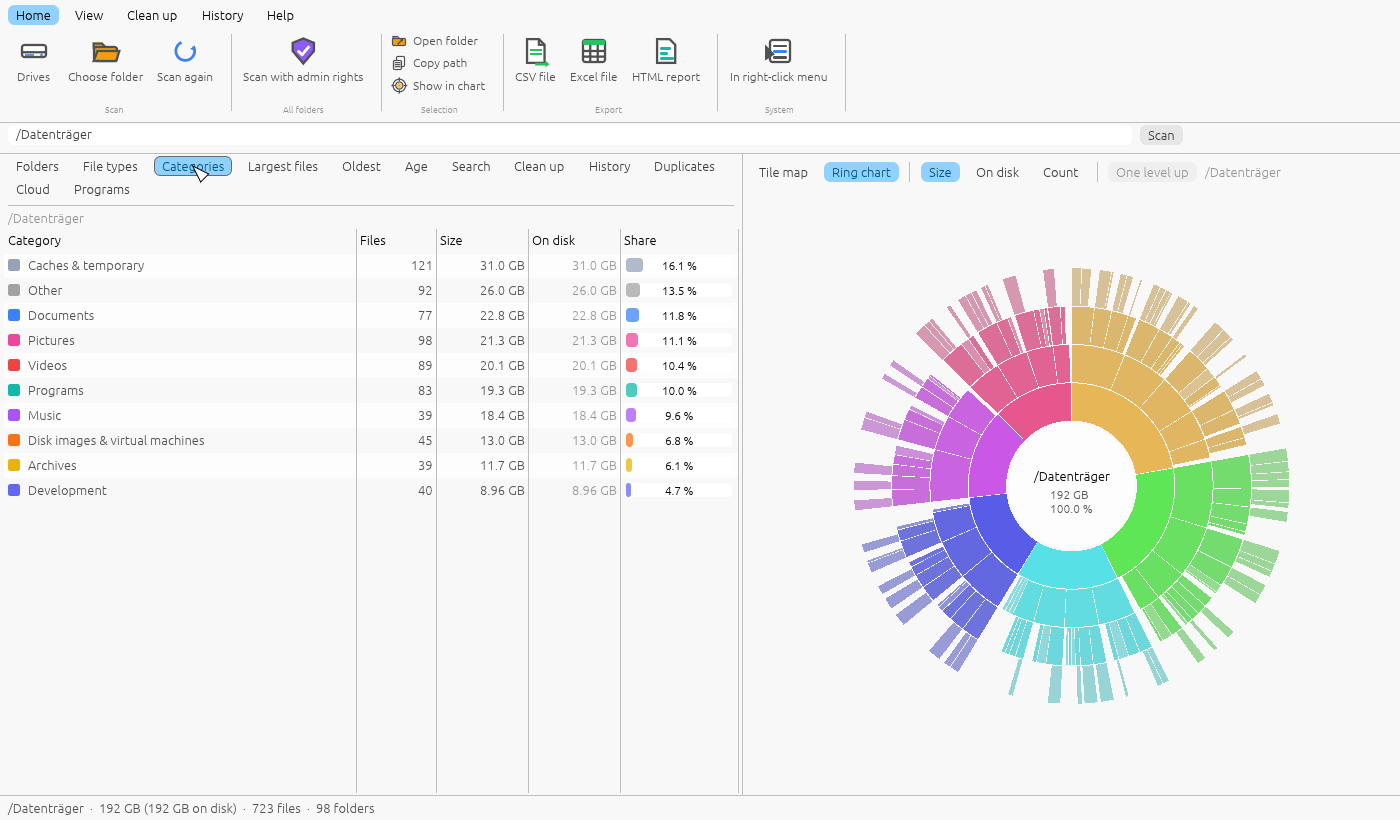 Home View Clean up History Help
Drives Choose folder Scan again
Scan
Scan with admin rights
All folders
Open folder
Copy path
Show in chart
Selection
CSV file Excel file HTML report
Export
In right-click menu
System
/Datenträger Scan
Folders File types Categories Largest files Oldest Age Search Clean up History Duplicates
Cloud Programs
/Datenträger
Category Files Size On disk Share
Caches & temporary 121 31.0 GB 31.0 GB 16.1 %
Other 92 26.0 GB 26.0 GB 13.5 %
Documents 77 22.8 GB 22.8 GB 11.8 %
Pictures 98 21.3 GB 21.3 GB 11.1 %
Videos 89 20.1 GB 20.1 GB 10.4 %
Programs 83 19.3 GB 19.3 GB 10.0 %
Music 39 18.4 GB 18.4 GB 9.6 %
Disk images & virtual machines 45 13.0 GB 13.0 GB 6.8 %
Archives 39 11.7 GB 11.7 GB 6.1 %
Development 40 8.96 GB 8.96 GB 4.7 %
Tile map Ring chart Size On disk Count One level up /Datenträger
/Datenträger
192 GB
100.0 %
/Datenträger · 192 GB (192 GB on disk) · 723 files · 98 folders